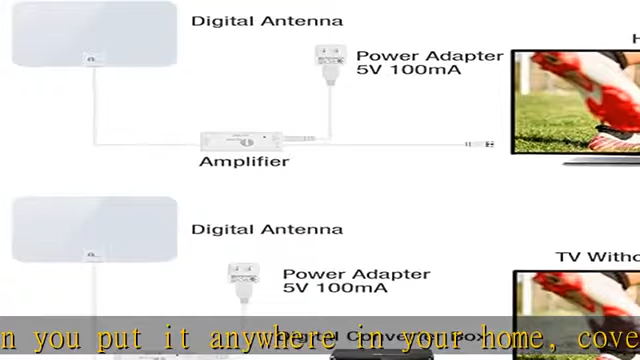 Digital Antenna
Power Adapter
5V 100mA
Amplifier
Digital Antenna
TV Witho
Power Adapter
5V 100mA
n you put it anywhere in your home, cove